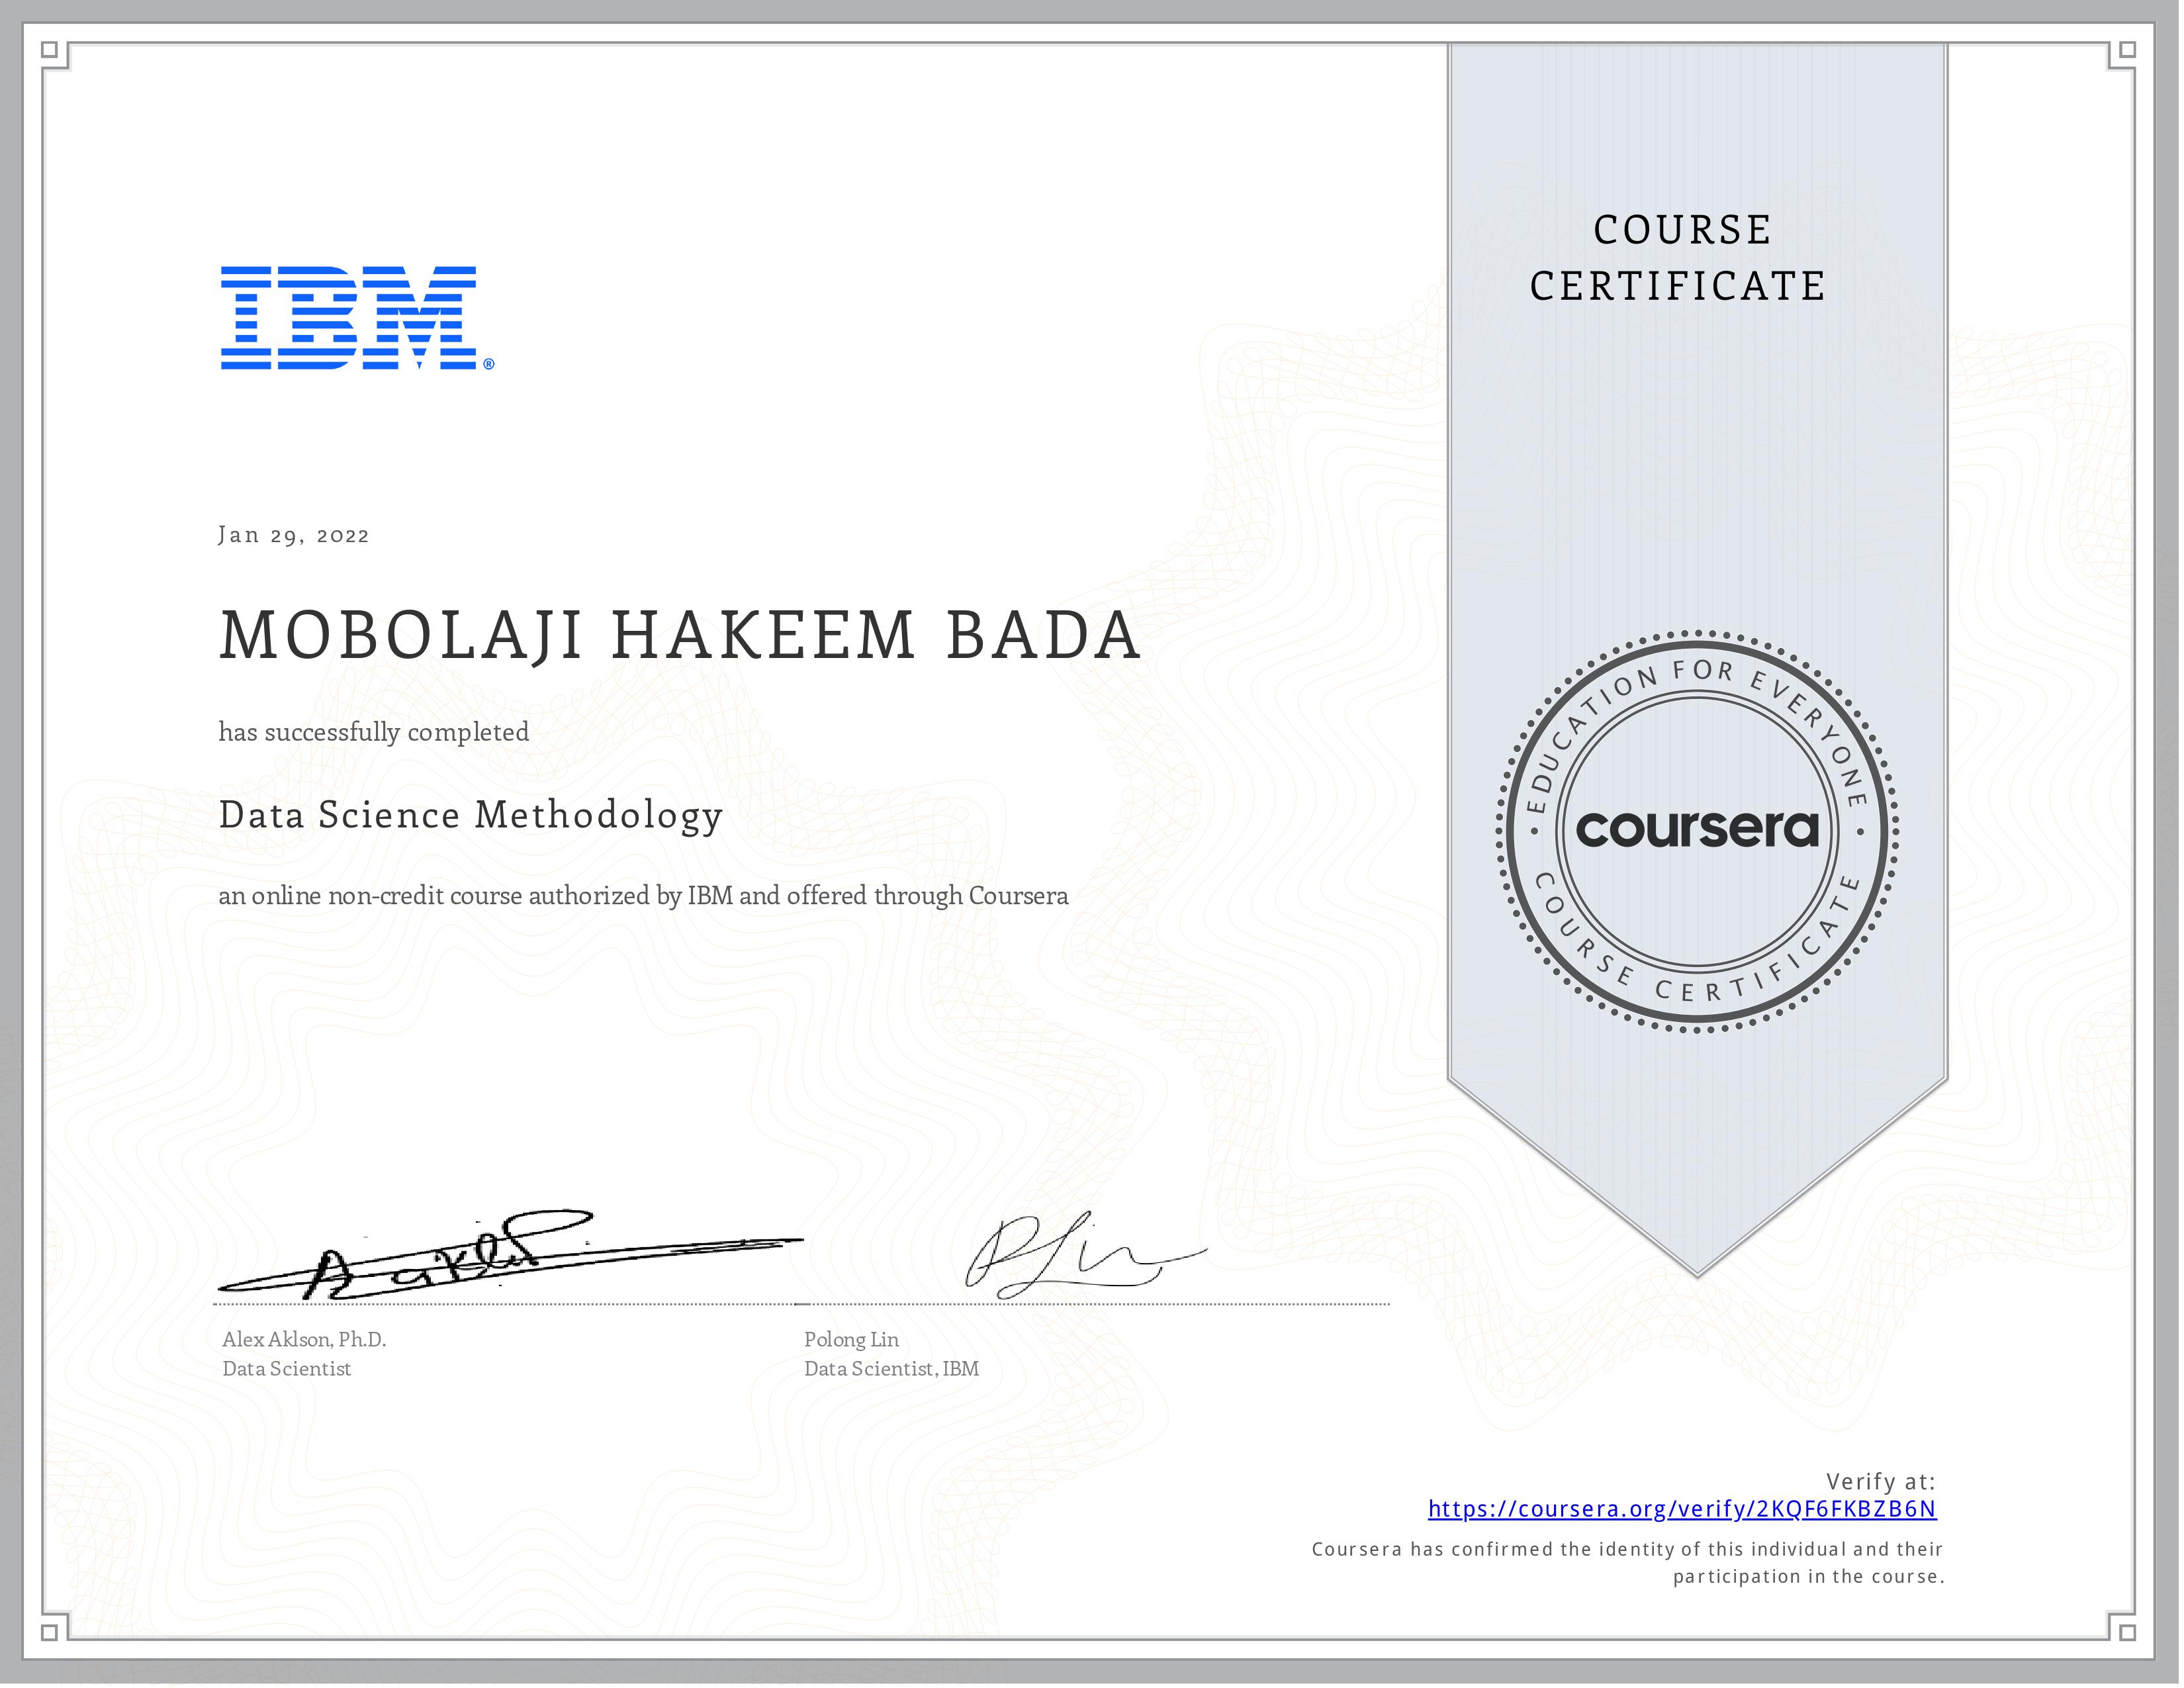 IBM®
COURSE
CERTIFICATE
Jan 29, 2022
MOBOLAJI HAKEEM BADA
has successfully completed
Data Science Methodology
an online non-credit course authorized by IBM and offered through Coursera
EDUCATION FOR EVERYONE
coursera
COURSE CERTIFICATE
Alex Aklson, Ph.D.
Data Scientist
Polong Lin
Data Scientist, IBM
Verify at:
https://coursera.org/verify/2KQF6FKBZB6N
Coursera has confirmed the identity of this individual and their
participation in the course.